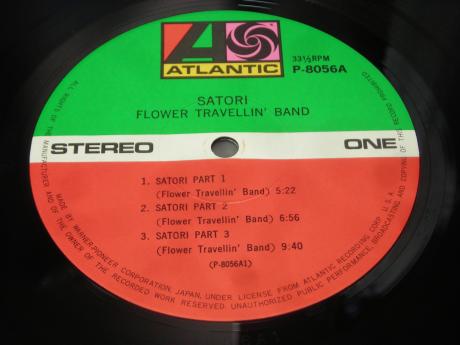 A
ATLANTIC
33⅓RPM
P-8056A
SATORI
FLOWER TRAVELLIN' BAND
STEREO
ONE
1. SATORI PART 1
(Flower Travellin' Band) 5:22
2. SATORI PART 2
(Flower Travellin' Band) 6:56
3. SATORI PART 3
(Flower Travellin' Band) 9:40
(P-8056A1)
ALL RIGHTS OF THE MANUFACTURER AND OF THE OWNER OF THE RECORDED WORK RESERVED. UNAUTHORIZED PUBLIC PERFORMANCE, BROADCASTING AND COPYING OF THIS RECORD PROHIBITED
MADE BY WARNER-PIONEER CORPORATION, JAPAN, UNDER LICENSE FROM ATLANTIC RECORDING CORP. U.S.A.